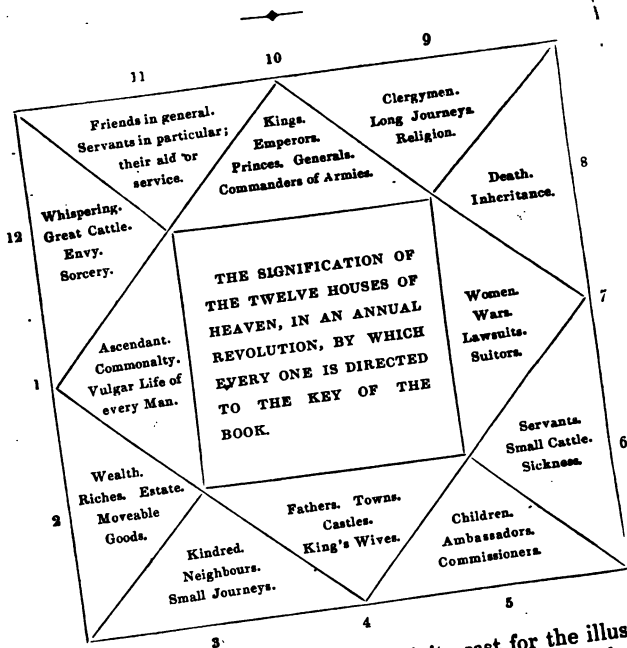 10
9
11
Friends in general.
Servants in particular;
their aid or
service.
Kings.
Emperors.
Princes. Generals.
Commanders of Armies.
Clergymen.
Long Journeys.
Religion.
8
Death.
Inheritance.
12
Whispering.
Great Cattle.
Envy.
Sorcery.
THE SIGNIFICATION OF
THE TWELVE HOUSES OF
HEAVEN, IN AN ANNUAL
REVOLUTION, BY WHICH
EVERY ONE IS DIRECTED
TO THE KEY OF THE
BOOK.
Women.
Wars.
Lawsuits.
Suitors.
7
1
Ascendant.
Commonalty.
Vulgar Life of
every Man.
Servants.
Small Cattle.
Sickness.
6
2
Wealth.
Riches. Estate.
Moveable
Goods.
Fathers. Towns.
Castles.
King's Wives.
Kindred.
Neighbours.
Small Journeys.
Children.
Ambassadors.
Commissioners.
3
4
5
cast for the illus